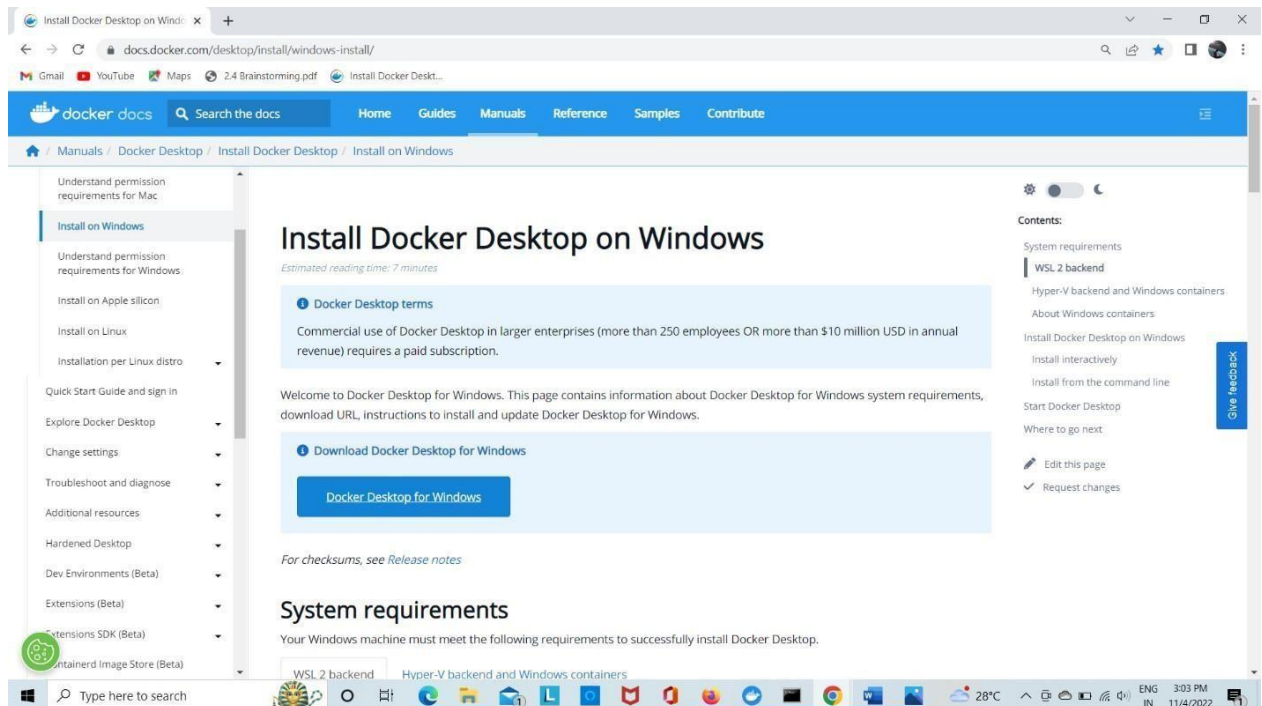 Install Docker Desktop on Windo
docs.docker.com/desktop/install/windows-install/
Gmail YouTube Maps 2.4 Brainstorming.pdf Install Docker Deskt...
docker docs Search the docs Home Guides Manuals Reference Samples Contribute
/ Manuals / Docker Desktop / Install Docker Desktop / Install on Windows
Understand permission
requirements for Mac
Install on Windows
Understand permission
requirements for Windows
Install on Apple silicon
Install on Linux
Installation per Linux distro
Quick Start Guide and sign in
Explore Docker Desktop
Change settings
Troubleshoot and diagnose
Additional resources
Hardened Desktop
Dev Environments (Beta)
Extensions (Beta)
Extensions SDK (Beta)
ontainerd Image Store (Beta)
Install Docker Desktop on Windows
Estimated reading time: 7 minutes
Docker Desktop terms
Commercial use of Docker Desktop in larger enterprises (more than 250 employees OR more than $10 million USD in annual
revenue) requires a paid subscription.
Welcome to Docker Desktop for Windows. This page contains information about Docker Desktop for Windows system requirements,
download URL, instructions to install and update Docker Desktop for Windows.
Download Docker Desktop for Windows
Docker Desktop for Windows
For checksums, see Release notes
System requirements
Your Windows machine must meet the following requirements to successfully install Docker Desktop.
WSL 2 backend Hyper-V backend and Windows containers
Contents:
System requirements
WSL 2 backend
Hyper-V backend and Windows containers
About Windows containers
Install Docker Desktop on Windows
Install interactively
Install from the command line
Start Docker Desktop
Where to go next
Edit this page
Request changes
Give feedback
Type here to search
28°C
ENG
IN
3:03 PM
11/4/2022